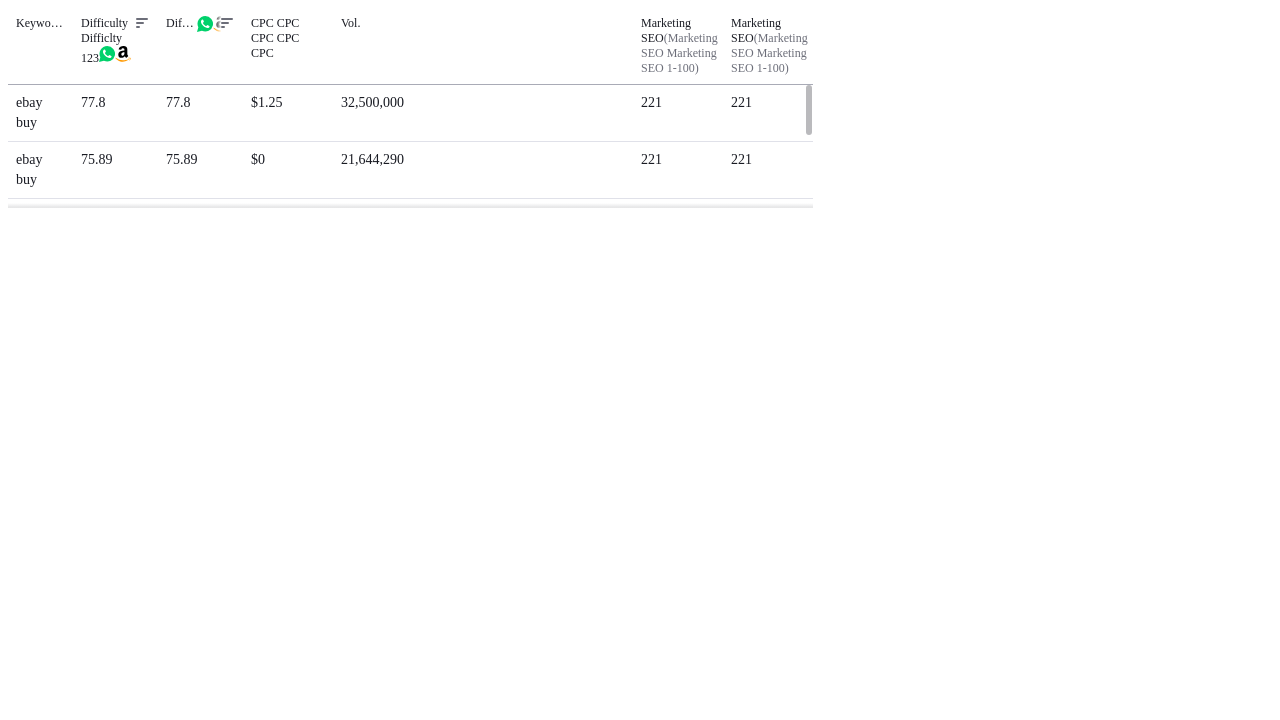 Keywo…
Difficulty
Difficlty
123
Dif…
CPC CPC
CPC CPC
CPC
Vol.
Marketing
SEO(Marketing
SEO Marketing
SEO 1-100)
Marketing
SEO(Marketing
SEO Marketing
SEO 1-100)
ebay
buy
77.8
77.8
$1.25
32,500,000
221
221
ebay
buy
75.89
75.89
$0
21,644,290
221
221